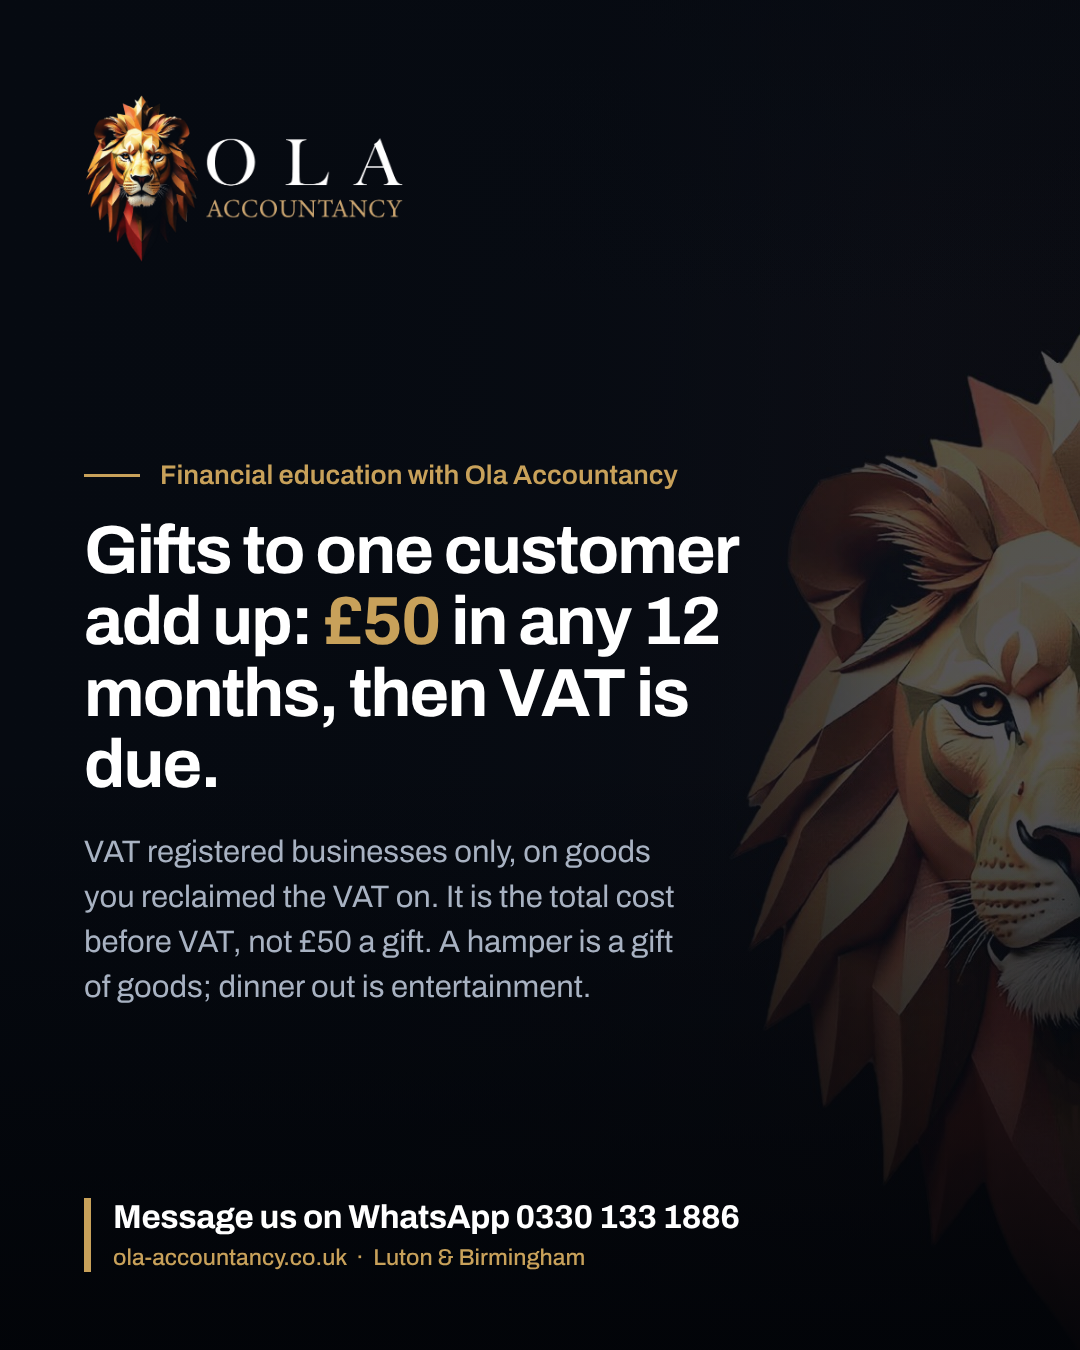 OLA
ACCOUNTANCY
Financial education with Ola Accountancy
Gifts to one customer
add up: £50 in any 12
months, then VAT is
due.
VAT registered businesses only, on goods
you reclaimed the VAT on. It is the total cost
before VAT, not £50 a gift. A hamper is a gift
of goods; dinner out is entertainment.
Message us on WhatsApp 0330 133 1886
ola-accountancy.co.uk · Luton & Birmingham